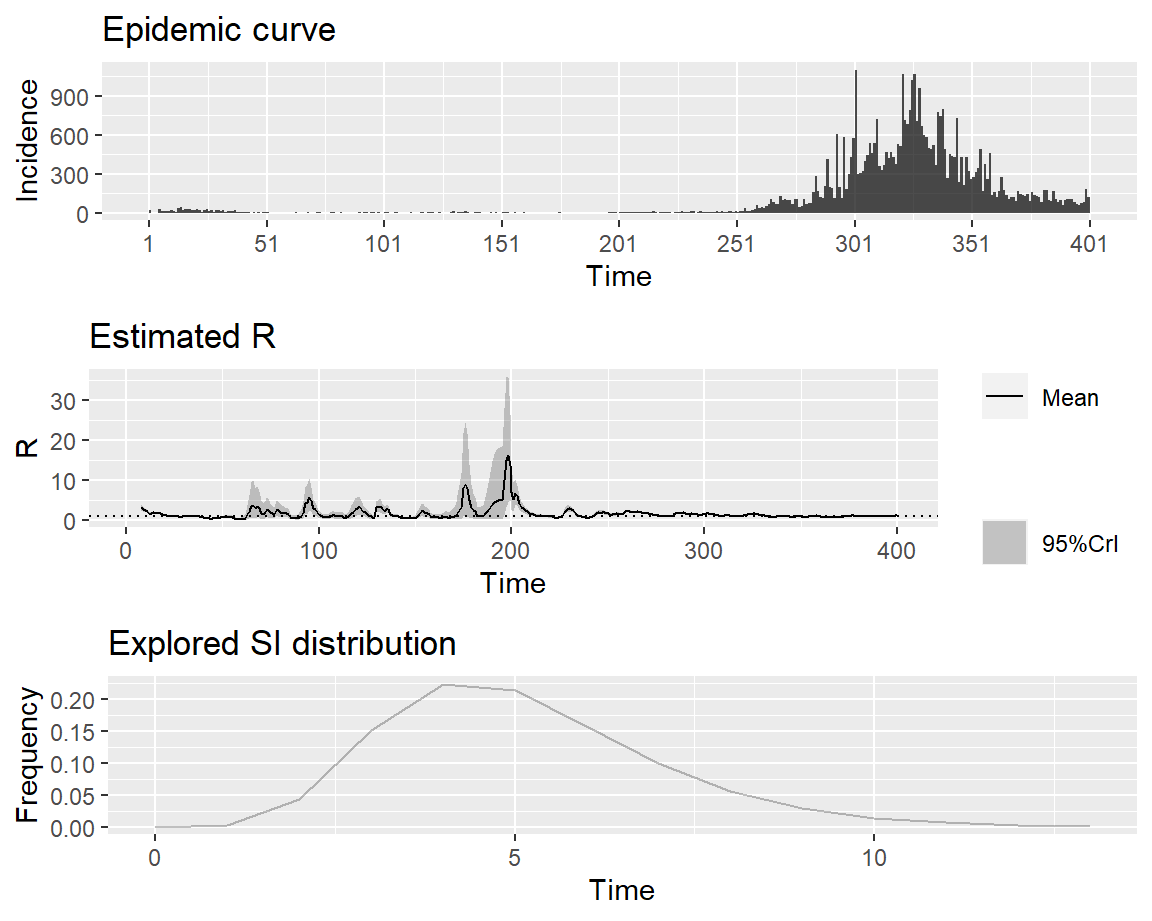 Epidemic curve
Incidence
900
600
300
0
1 51 101 151 201 251 301 351 401
Time
Estimated R
R
30
20
10
0
0 100 200 300 400
Time
Mean
95%CrI
Explored SI distribution
Frequency
0.20
0.15
0.10
0.05
0.00
0 5 10
Time